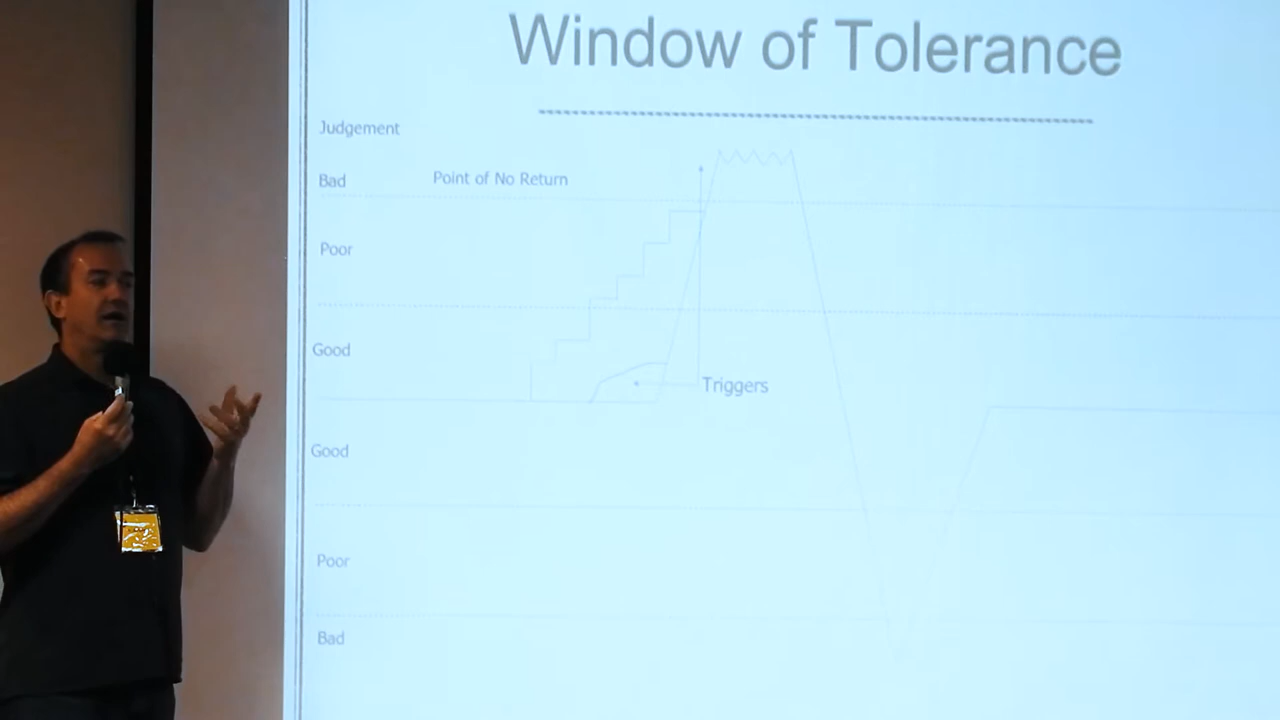 Window of Tolerance
Judgement
Bad
Point of No Return
Poor
Good
Triggers
Good
Poor
Bad